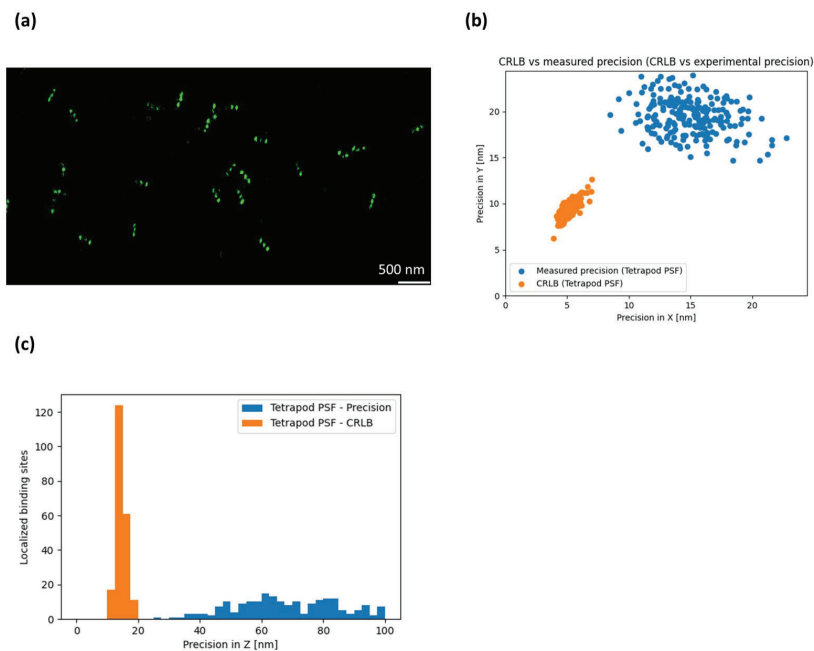 (a)
500 nm
(b)
CRLB vs measured precision (CRLB vs experimental precision)
Precision in Y [nm]
20
15
10
5
0
Measured precision (Tetrapod PSF)
CRLB (Tetrapod PSF)
0 5 10 15 20
Precision in X [nm]
(c)
Localized binding sites
120
100
80
60
40
20
0
Tetrapod PSF - Precision
Tetrapod PSF - CRLB
0 20 40 60 80 100
Precision in Z [nm]